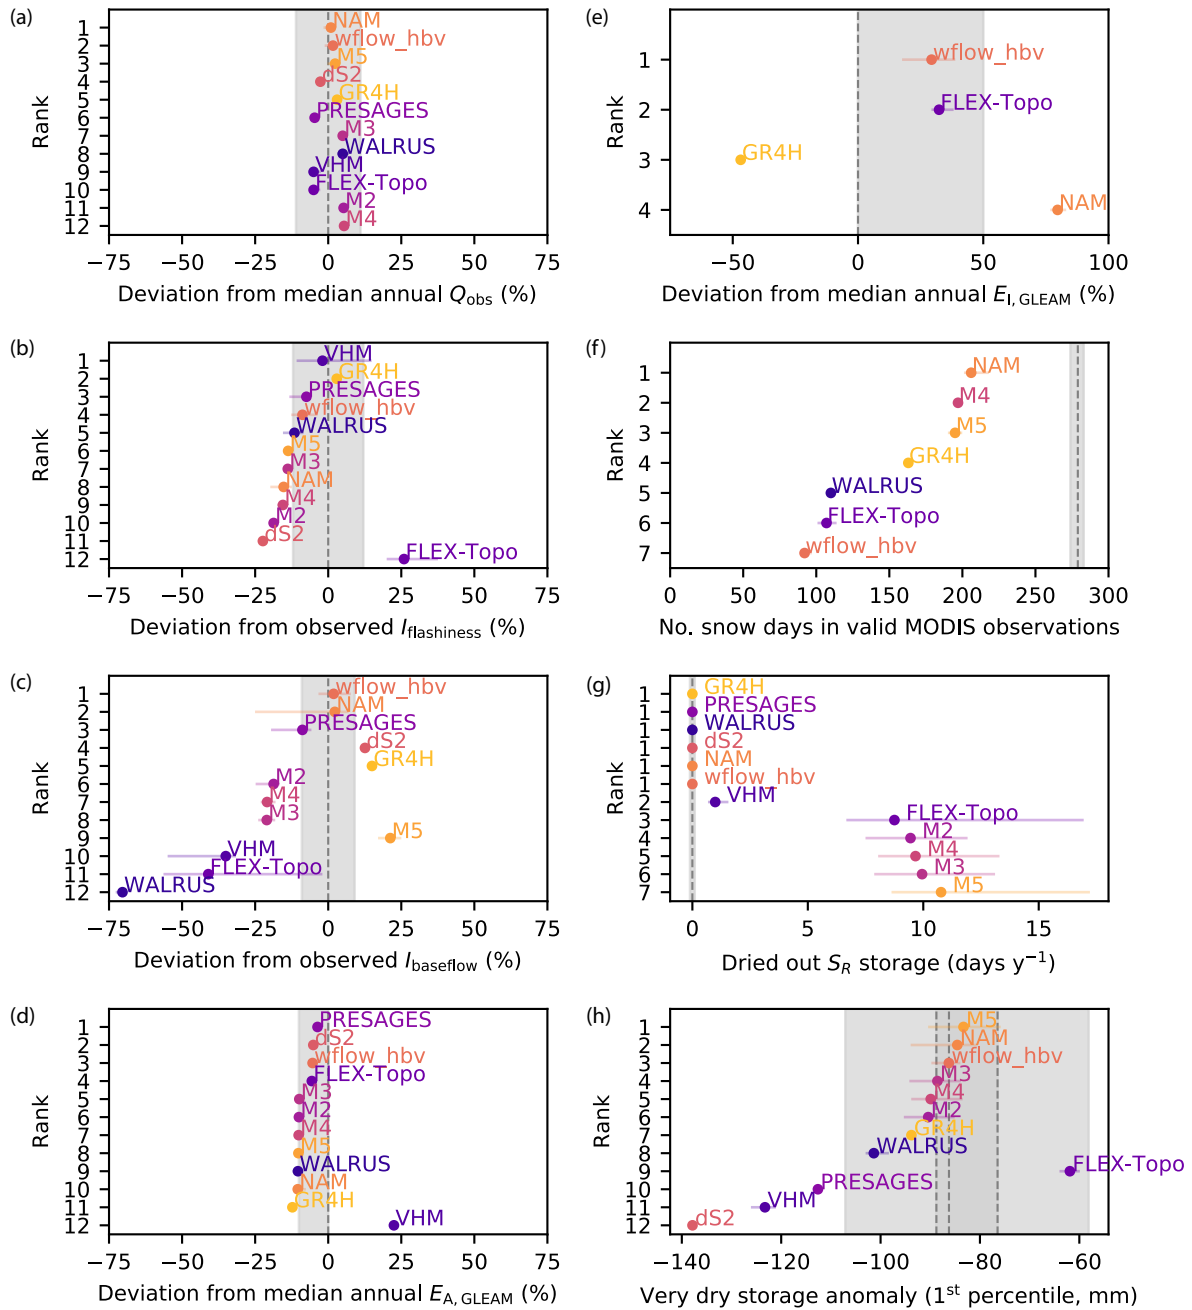 (a)
Rank
1
2
3
4
5
6
7
8
9
10
11
12
NAM
wflow_hbv
M5
dS2
GR4H
PRESAGES
M3
WALRUS
VHM
FLEX-Topo
M2
M4
−75 −50 −25 0 25 50 75
Deviation from median annual Qobs (%)
(b)
Rank
1
2
3
4
5
6
7
8
9
10
11
12
VHM
GR4H
PRESAGES
wflow_hbv
WALRUS
M5
M3
NAM
M4
M2
dS2
FLEX-Topo
−75 −50 −25 0 25 50 75
Deviation from observed Iflashiness (%)
(c)
Rank
1
2
3
4
5
6
7
8
9
10
11
12
wflow_hbv
NAM
PRESAGES
dS2
GR4H
M2
M4
M3
M5
VHM
FLEX-Topo
WALRUS
−75 −50 −25 0 25 50 75
Deviation from observed Ibaseflow (%)
(d)
Rank
1
2
3
4
5
6
7
8
9
10
11
12
PRESAGES
dS2
wflow_hbv
FLEX-Topo
M3
M2
M4
M5
WALRUS
NAM
GR4H
VHM
−75 −50 −25 0 25 50 75
Deviation from median annual EA, GLEAM (%)
(e)
Rank
1
2
3
4
wflow_hbv
FLEX-Topo
GR4H
NAM
−50 0 50 100
Deviation from median annual EI, GLEAM (%)
(f)
Rank
1
2
3
4
5
6
7
NAM
M4
M5
GR4H
WALRUS
FLEX-Topo
wflow_hbv
0 50 100 150 200 250 300
No. snow days in valid MODIS observations
(g)
Rank
1
1
1
1
1
1
2
3
4
5
6
7
GR4H
PRESAGES
WALRUS
dS2
NAM
wflow_hbv
VHM
FLEX-Topo
M2
M4
M3
M5
0 5 10 15
Dried out SR storage (days y⁻¹)
(h)
Rank
1
2
3
4
5
6
7
8
9
10
11
12
M5
NAM
wflow_hbv
M3
M4
M2
GR4H
WALRUS
FLEX-Topo
PRESAGES
VHM
dS2
−140 −120 −100 −80 −60
Very dry storage anomaly (1st percentile, mm)